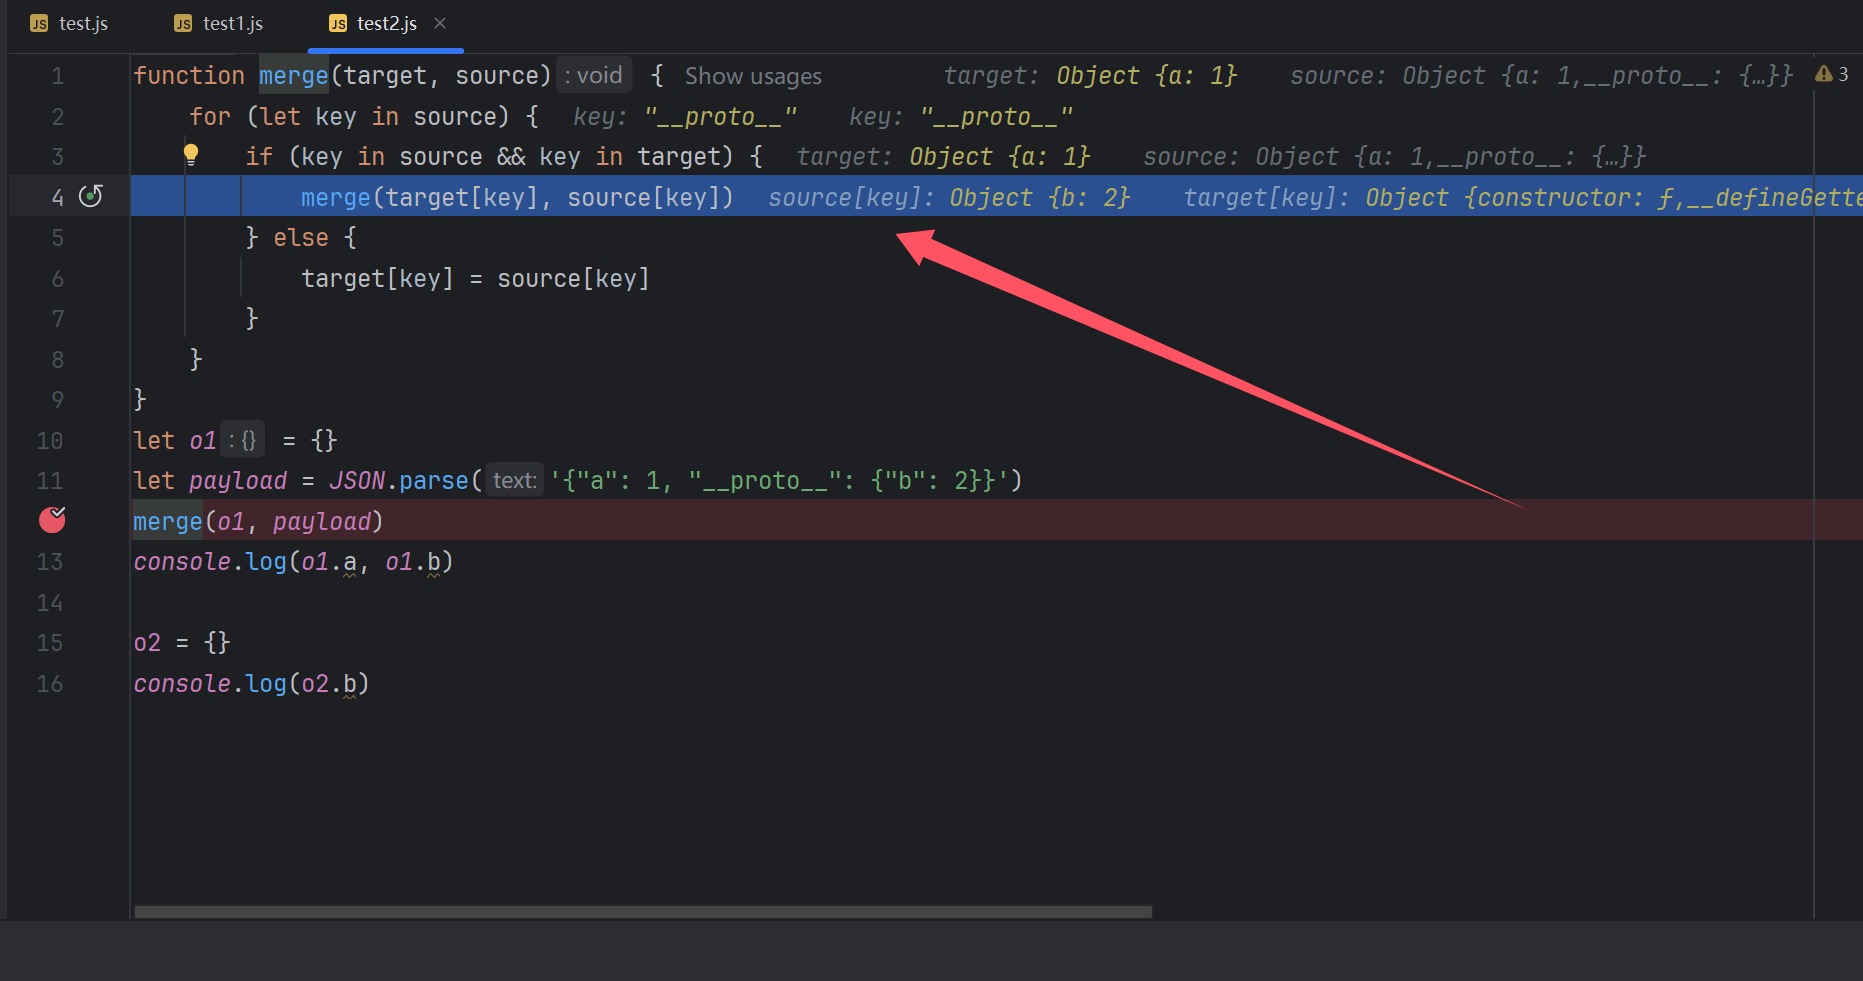 JS test.js JS test1.js JS test2.js ×
1 function merge(target, source) : void { Show usages target: Object {a: 1} source: Object {a: 1,__proto__: {…}} 3
2 for (let key in source) { key: "__proto__" key: "__proto__"
3 if (key in source && key in target) { target: Object {a: 1} source: Object {a: 1,__proto__: {…}}
4 merge(target[key], source[key]) source[key]: Object {b: 2} target[key]: Object {constructor: ƒ,__defineGette
5 } else {
6 target[key] = source[key]
7 }
8 }
9 }
10 let o1 : {} = {}
11 let payload = JSON.parse( text: '{"a": 1, "__proto__": {"b": 2}}')
merge(o1, payload)
13 console.log(o1.a, o1.b)
14
15 o2 = {}
16 console.log(o2.b)